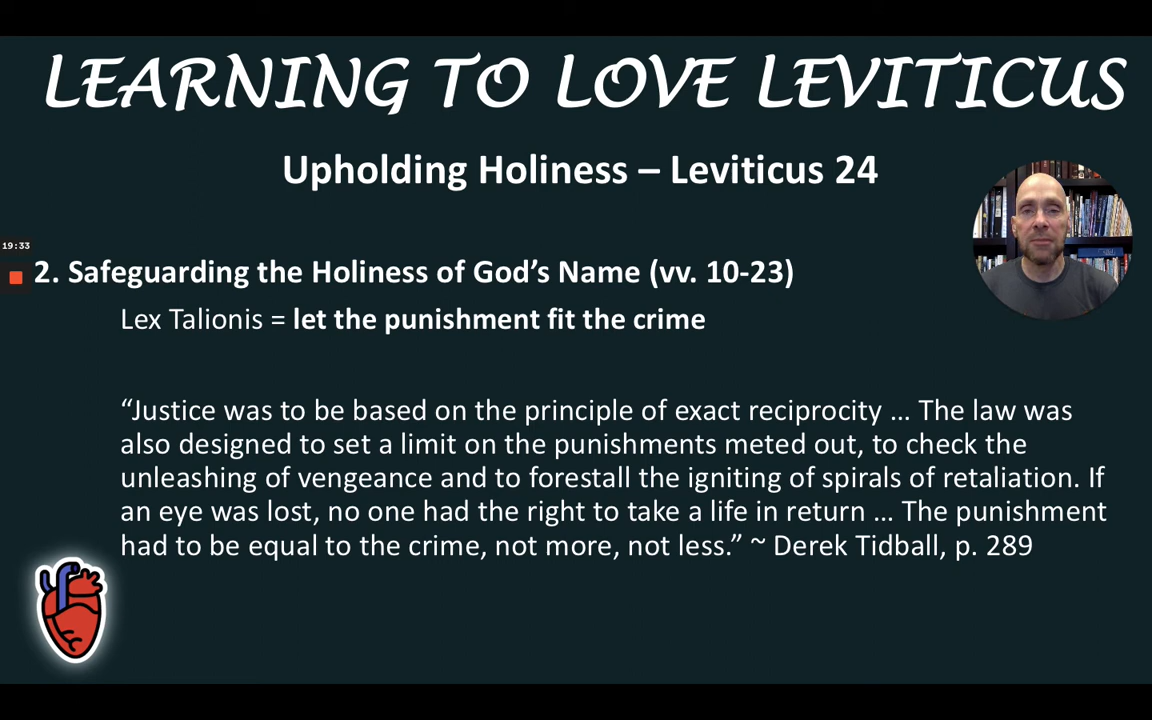 LEARNING TO LOVE LEVITICUS
Upholding Holiness – Leviticus 24
19:33
2. Safeguarding the Holiness of God’s Name (vv. 10-23)
Lex Talionis = let the punishment fit the crime
“Justice was to be based on the principle of exact reciprocity ... The law was
also designed to set a limit on the punishments meted out, to check the
unleashing of vengeance and to forestall the igniting of spirals of retaliation. If
an eye was lost, no one had the right to take a life in return ... The punishment
had to be equal to the crime, not more, not less.” ~ Derek Tidball, p. 289